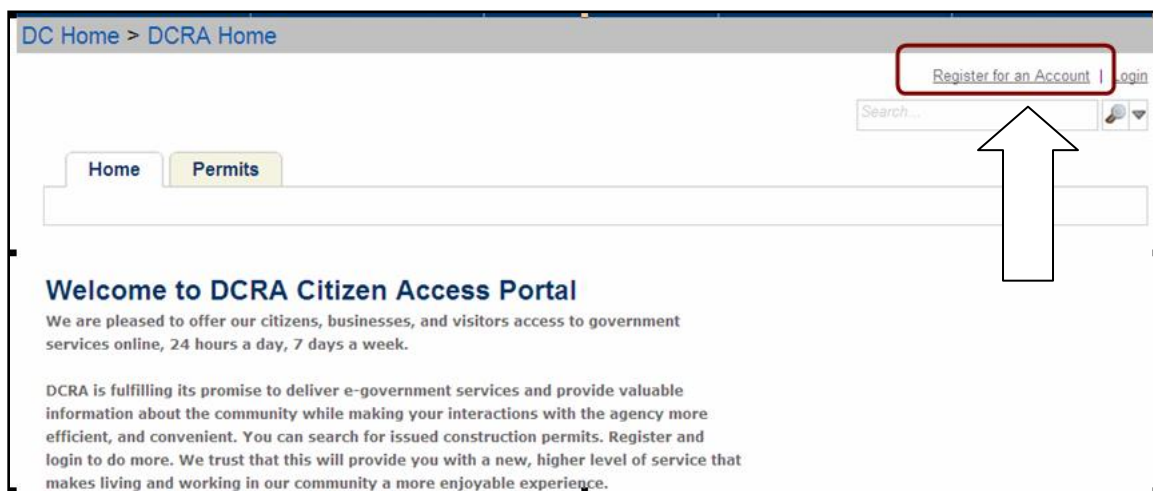 DC Home > DCRA Home
Register for an Account | Login
Search...
Home Permits
Welcome to DCRA Citizen Access Portal
We are pleased to offer our citizens, businesses, and visitors access to government
services online, 24 hours a day, 7 days a week.
DCRA is fulfilling its promise to deliver e-government services and provide valuable
information about the community while making your interactions with the agency more
efficient, and convenient. You can search for issued construction permits. Register and
login to do more. We trust that this will provide you with a new, higher level of service that
makes living and working in our community a more enjoyable experience.